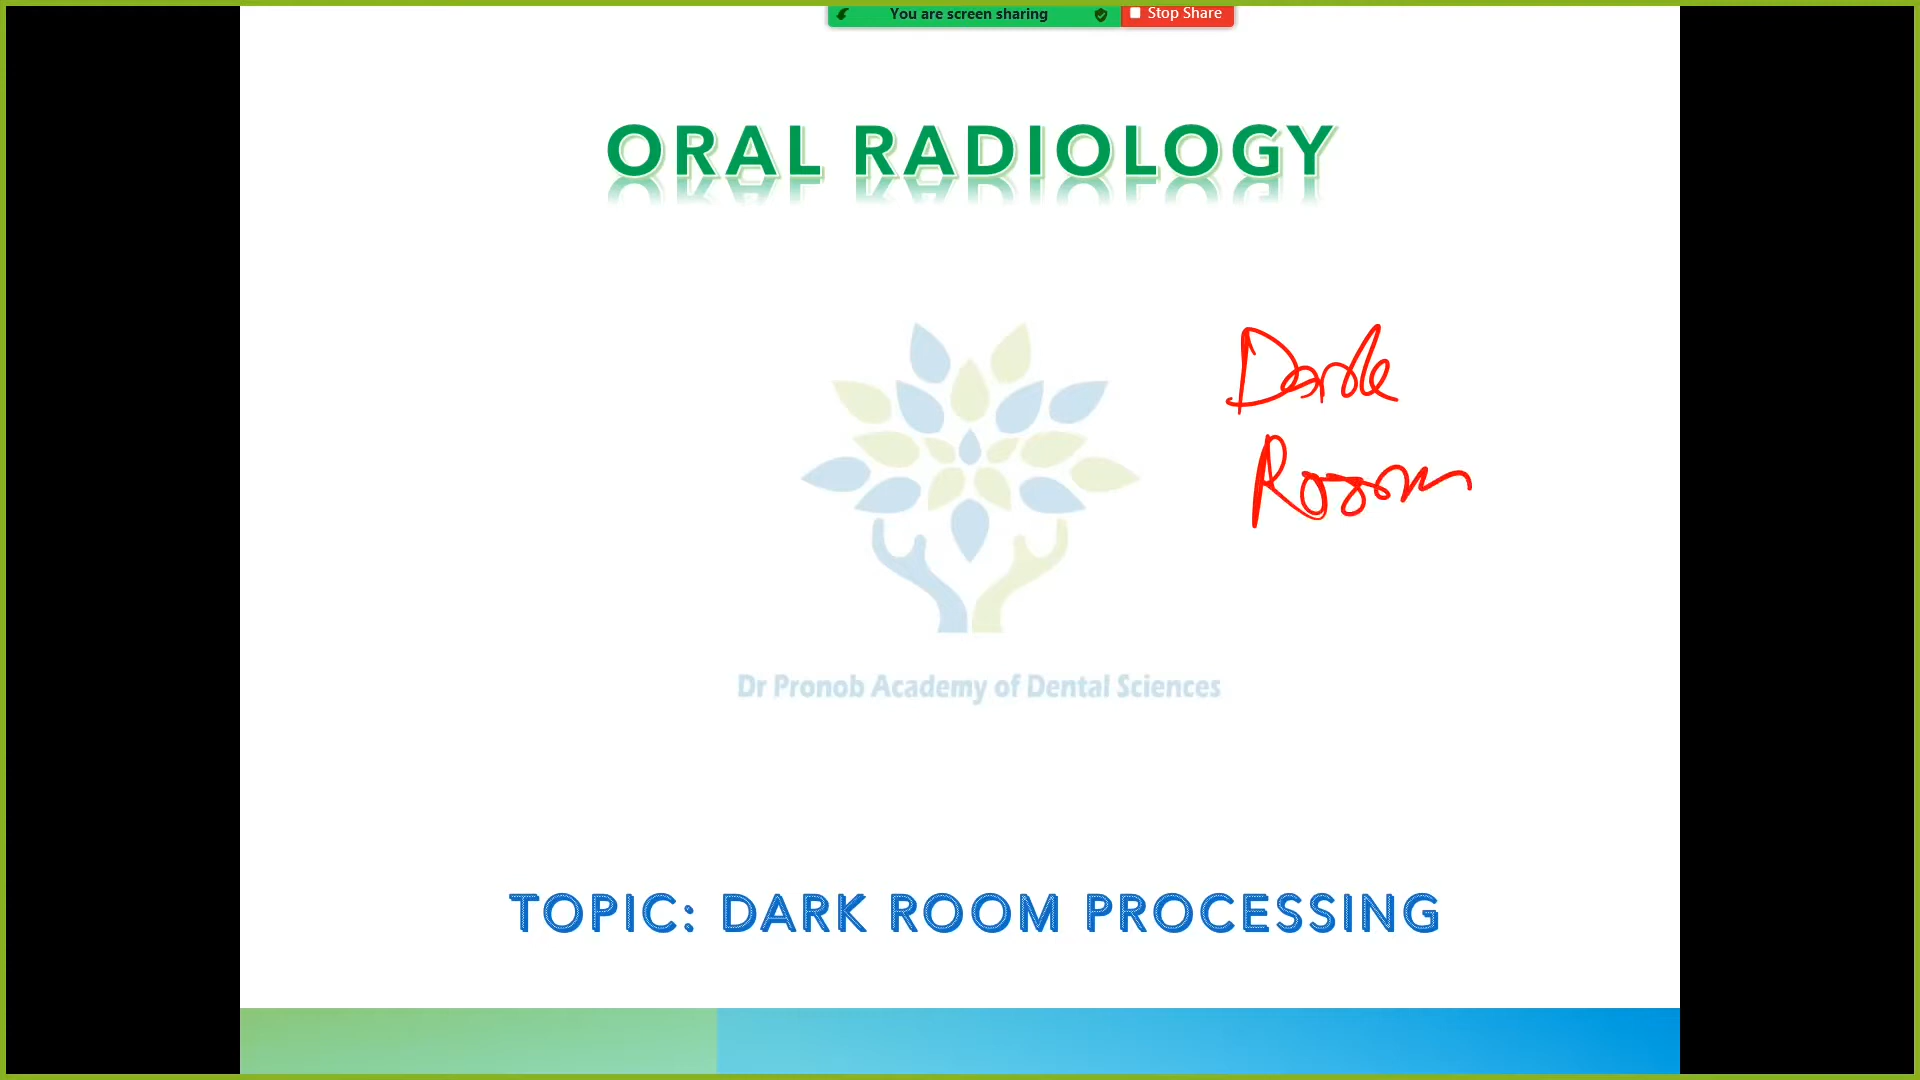 You are screen sharing Stop Share
ORAL RADIOLOGY
Dark
Room
Dr Pronob Academy of Dental Sciences
TOPIC: DARK ROOM PROCESSING